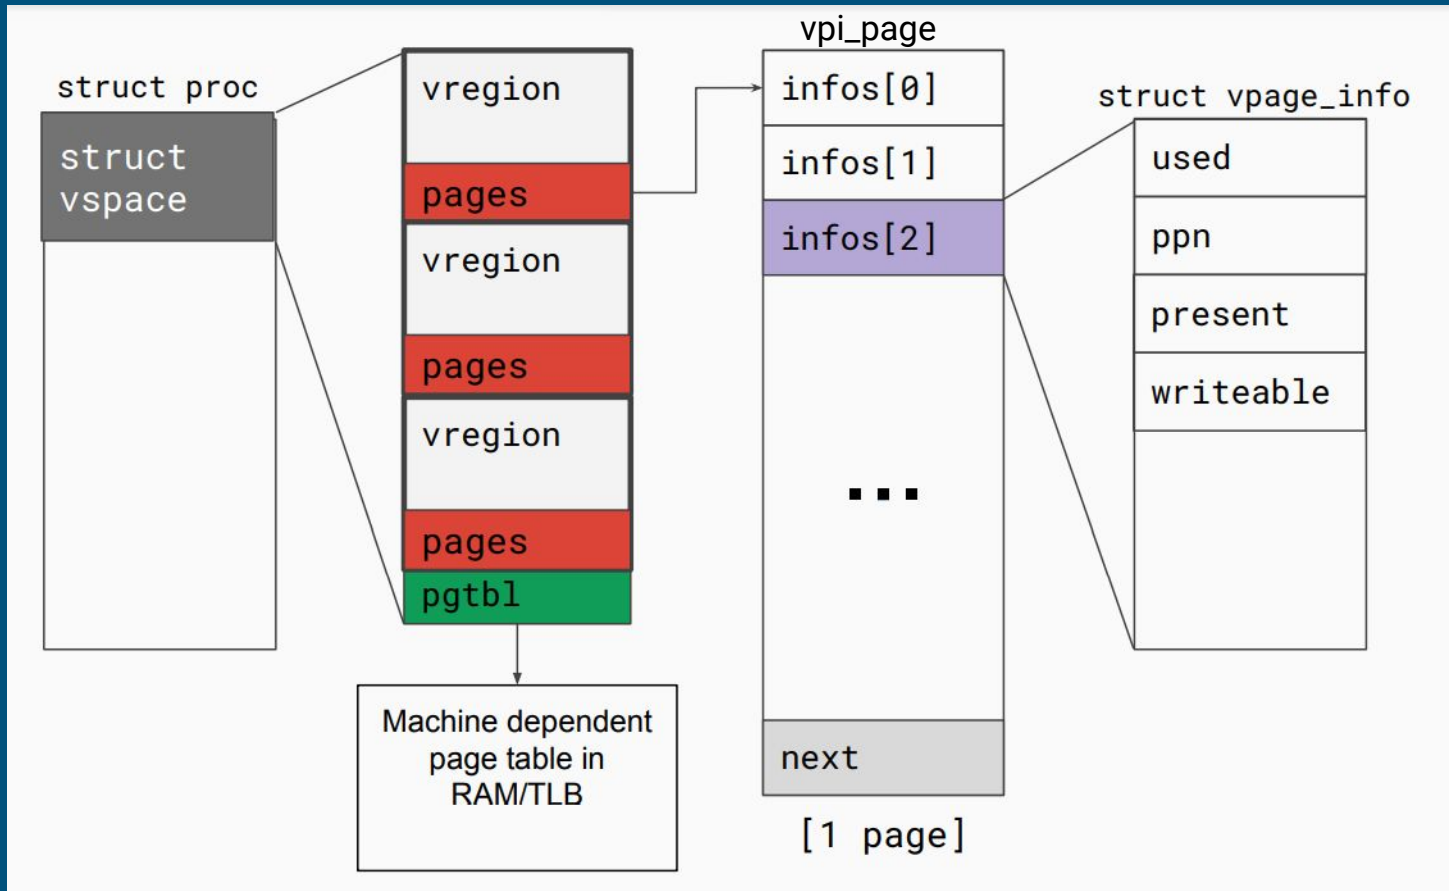 struct proc
struct
vspace
vregion
pages
vregion
pages
vregion
pages
pgtbl
Machine dependent
page table in
RAM/TLB
vpi_page
infos[0]
infos[1]
infos[2]
...
next
[1 page]
struct vpage_info
used
ppn
present
writeable